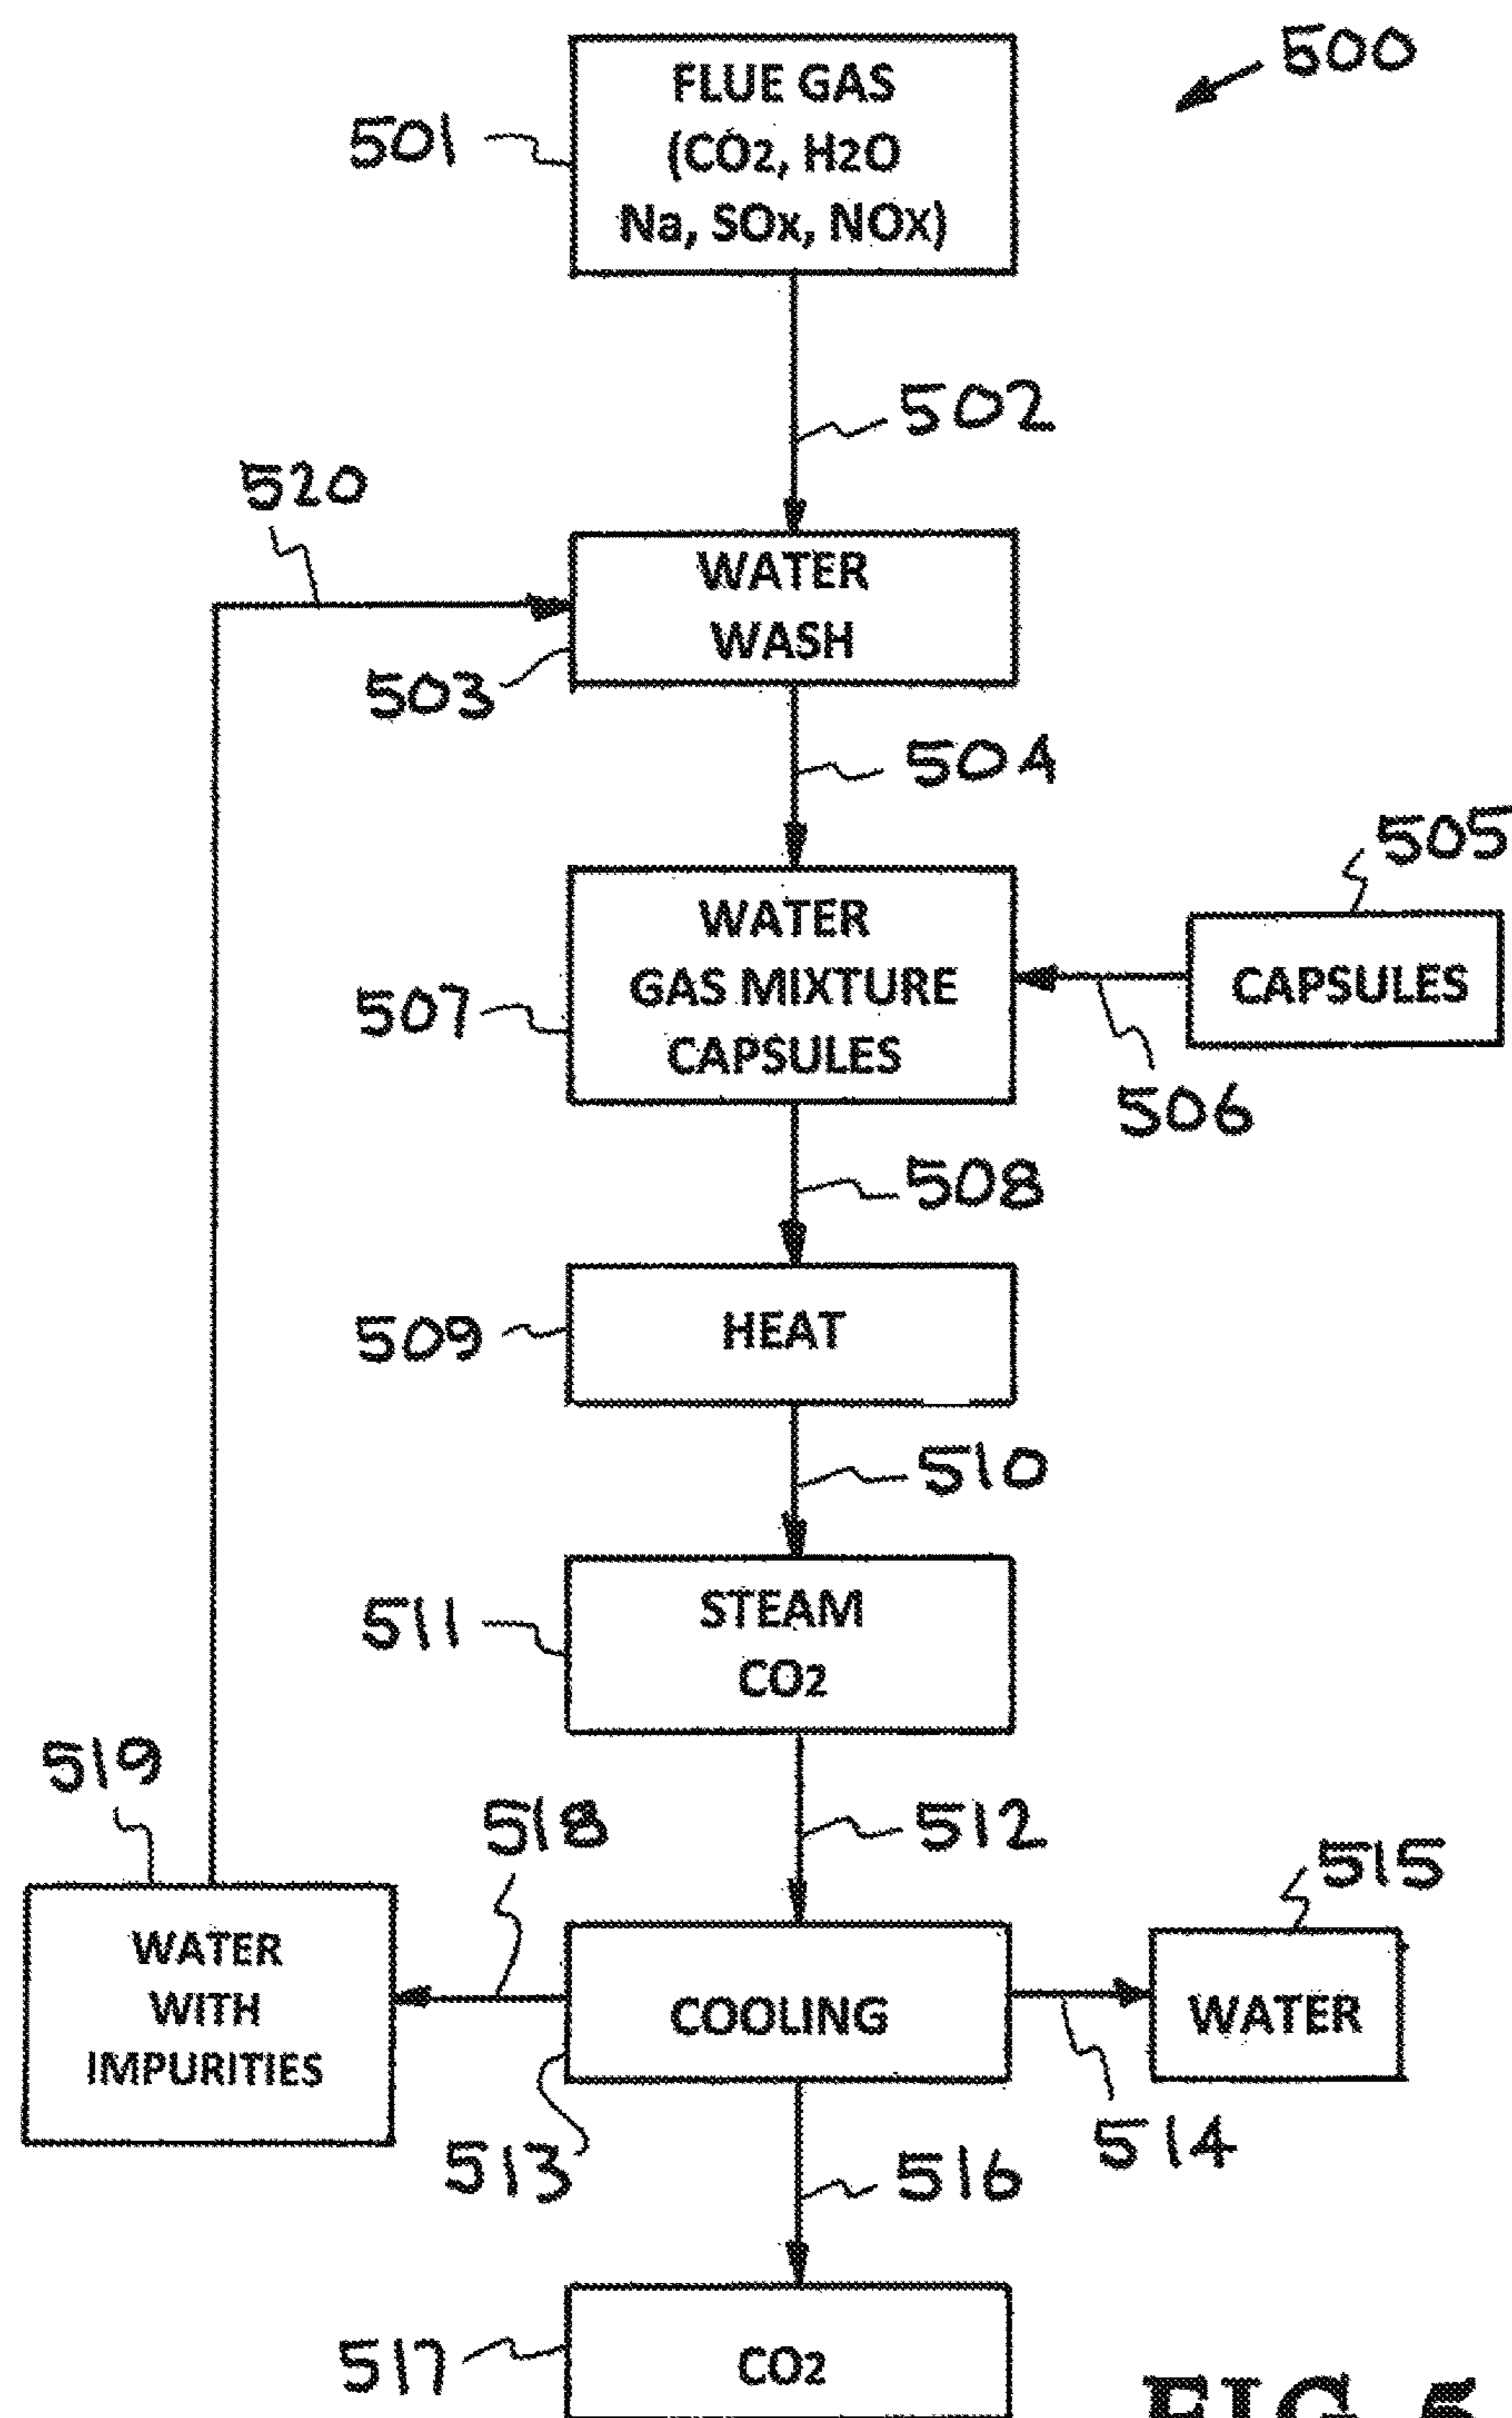 500
FLUE GAS
(CO2, H2O
Na, SOx, NOX)
501
502
520
WATER
WASH
503
504
505
WATER
GAS MIXTURE
CAPSULES
CAPSULES
507
506
508
HEAT
509
510
STEAM
CO2
511
519
518
512
515
WATER
WITH
IMPURITIES
COOLING
WATER
513
514
516
CO2
517
FIG. 5